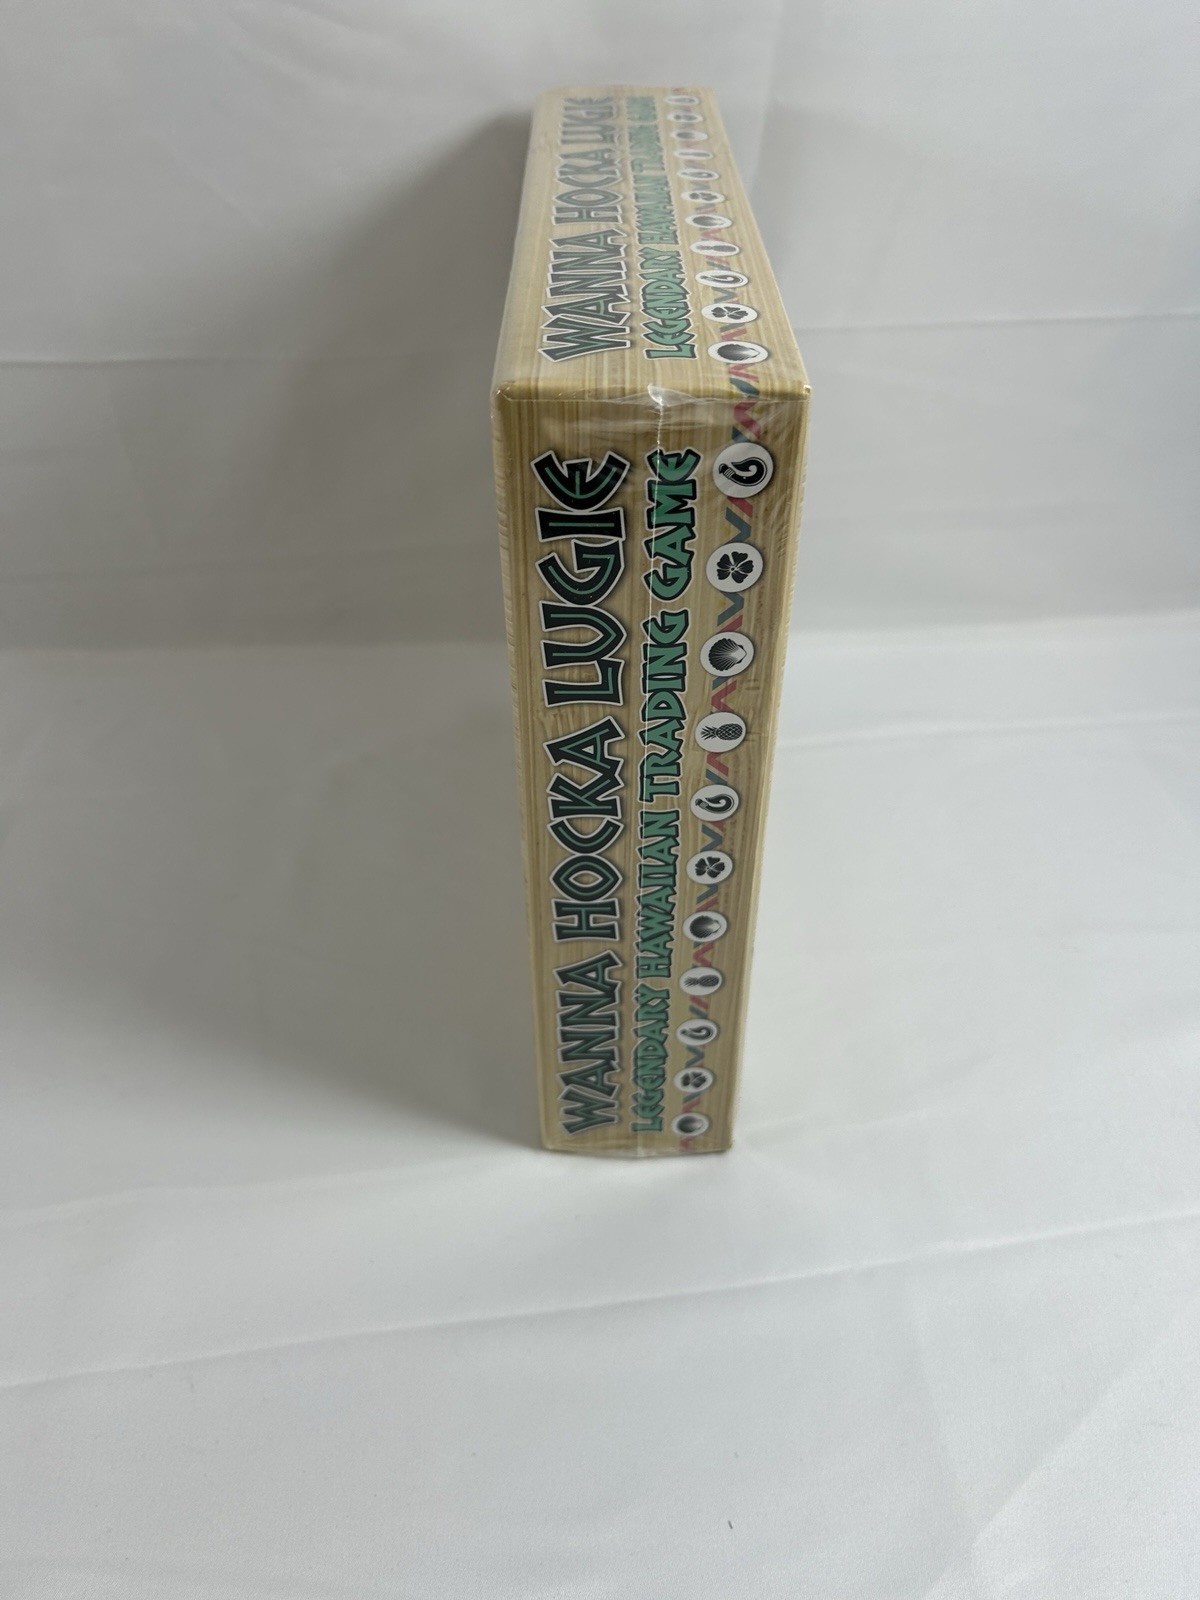 WANNA HOCKA LUGIE
LEGENDARY HAWAIIAN TRADING GAME
WANNA HOCKA LUGIE
LEGENDARY HAWAIIAN TRADING GAME